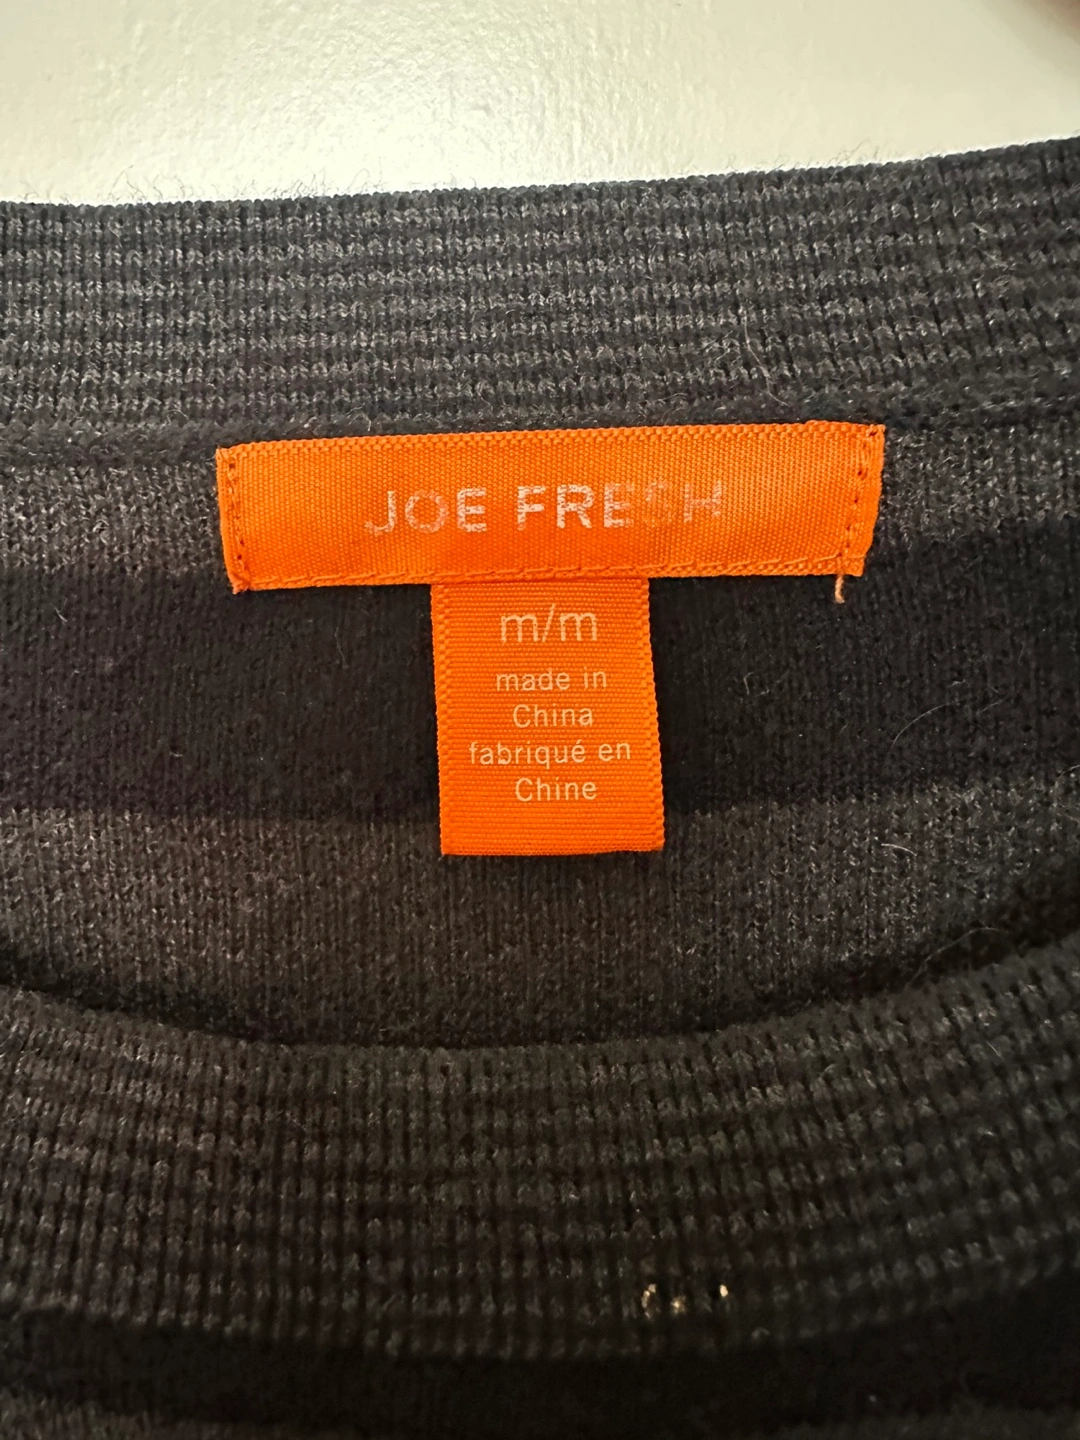 JOE FRESH
m/m
made in
China
fabriqué en
Chine